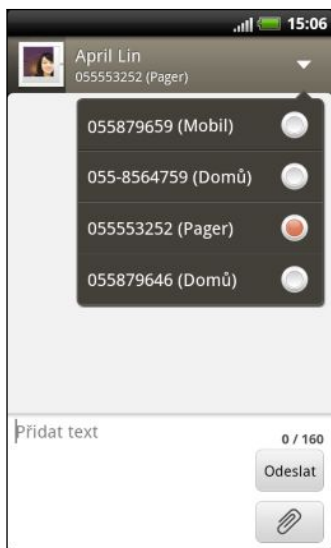 15:06
April Lin
055553252 (Pager)
055879659 (Mobil)
055-8564759 (Domů)
055553252 (Pager)
055879646 (Domů)
Přidat text
0 / 160
Odeslat